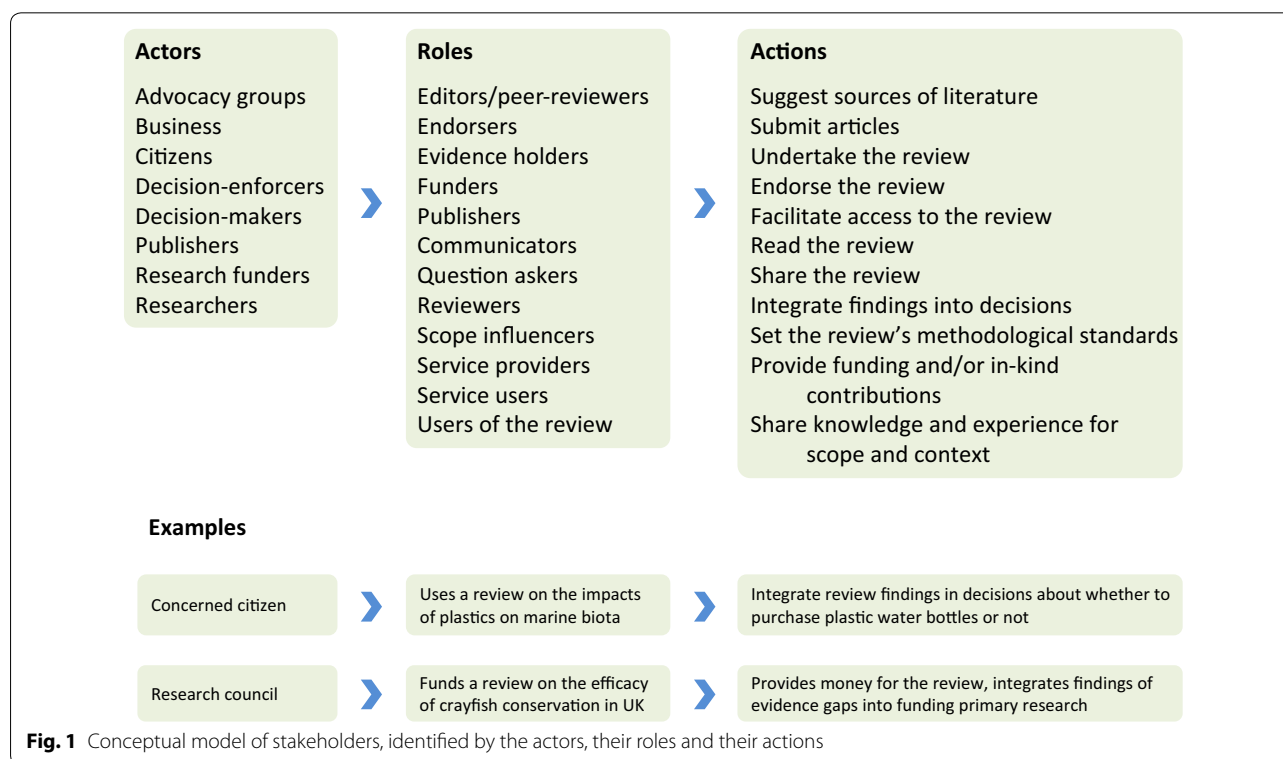 Actors
Advocacy groups
Business
Citizens
Decision-enforcers
Decision-makers
Publishers
Research funders
Researchers
Roles
Editors/peer-reviewers
Endorsers
Evidence holders
Funders
Publishers
Communicators
Question askers
Reviewers
Scope influencers
Service providers
Service users
Users of the review
Actions
Suggest sources of literature
Submit articles
Undertake the review
Endorse the review
Facilitate access to the review
Read the review
Share the review
Integrate findings into decisions
Set the review's methodological standards
Provide funding and/or in-kind
contributions
Share knowledge and experience for
scope and context
Examples
Concerned citizen
Uses a review on the impacts
of plastics on marine biota
Integrate review findings in decisions about whether to
purchase plastic water bottles or not
Research council
Funds a review on the efficacy
of crayfish conservation in UK
Provides money for the review, integrates findings of
evidence gaps into funding primary research
Fig. 1 Conceptual model of stakeholders, identified by the actors, their roles and their actions